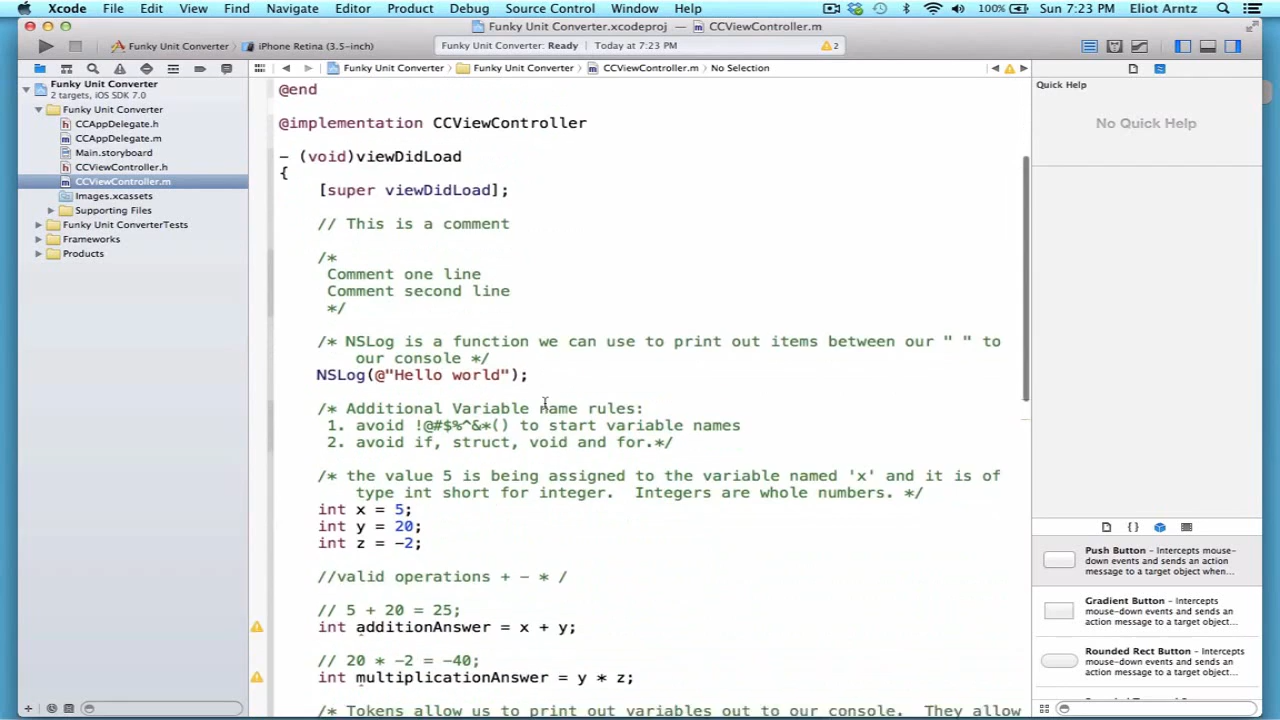 Xcode File Edit View Find Navigate Editor Product Debug Source Control Window Help 100% Sun 7:23 PM Eliot Arntz
Funky Unit Converter.xcodeproj — CCViewController.m
Funky Unit Converter iPhone Retina (3.5-inch) Funky Unit Converter: Ready Today at 7:23 PM 2
Funky Unit Converter Funky Unit Converter CCViewController.m No Selection
Funky Unit Converter
2 targets, iOS SDK 7.0
Funky Unit Converter
CCAppDelegate.h
CCAppDelegate.m
Main.storyboard
CCViewController.h
CCViewController.m
Images.xcassets
Supporting Files
Funky Unit ConverterTests
Frameworks
Products
@end
@implementation CCViewController
- (void)viewDidLoad
{
[super viewDidLoad];
// This is a comment
/*
Comment one line
Comment second line
*/
/* NSLog is a function we can use to print out items between our " " to
our console */
NSLog(@"Hello world");
/* Additional Variable name rules:
1. avoid !@#$%^&*() to start variable names
2. avoid if, struct, void and for.*/
/* the value 5 is being assigned to the variable named 'x' and it is of
type int short for integer.  Integers are whole numbers. */
int x = 5;
int y = 20;
int z = -2;
//valid operations + - * /
// 5 + 20 = 25;
int additionAnswer = x + y;
// 20 * -2 = -40;
int multiplicationAnswer = y * z;
/* Tokens allow us to print out variables out to our console.  They allow
Quick Help
No Quick Help
{ }
Push Button - Intercepts mouse-
down events and sends an action
message to a target object when...
Gradient Button - Intercepts
mouse-down events and sends an
action message to a target object...
Rounded Rect Button - Intercepts
mouse-down events and sends an
action message to a target object...